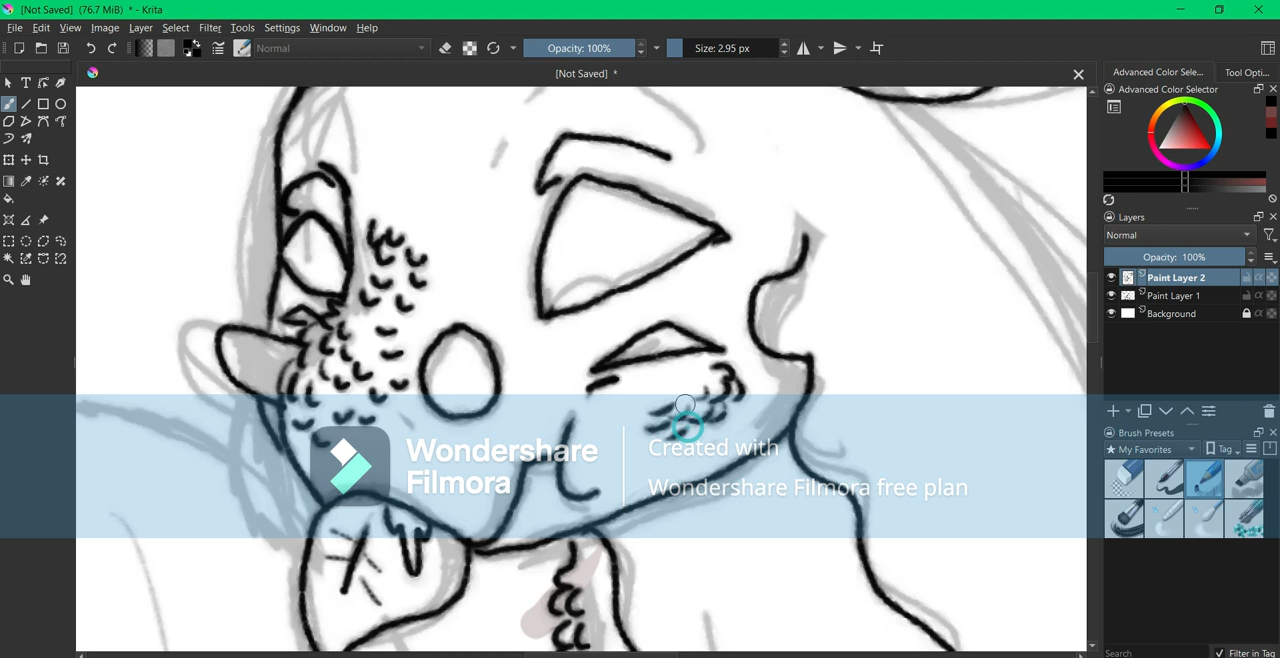 [Not Saved] (76.7 MiB) * - Krita
File Edit View Image Layer Select Filter Tools Settings Window Help
Normal
Opacity: 100%
Size: 2.95 px
[Not Saved] *
Advanced Color Sele...
Tool Opti...
Advanced Color Selector
Layers
Normal
Opacity: 100%
Paint Layer 2
Paint Layer 1
Background
Brush Presets
My Favorites
Tag
Search
Filter in Tag
Wondershare
Filmora
Created with
Wondershare Filmora free plan